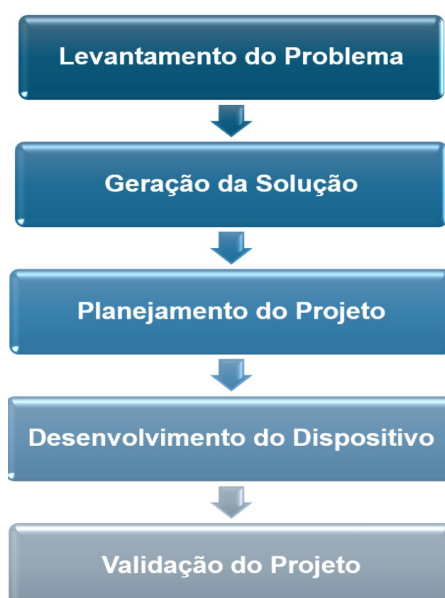 Levantamento do Problema
Geração da Solução
Planejamento do Projeto
Desenvolvimento do Dispositivo
Validação do Projeto